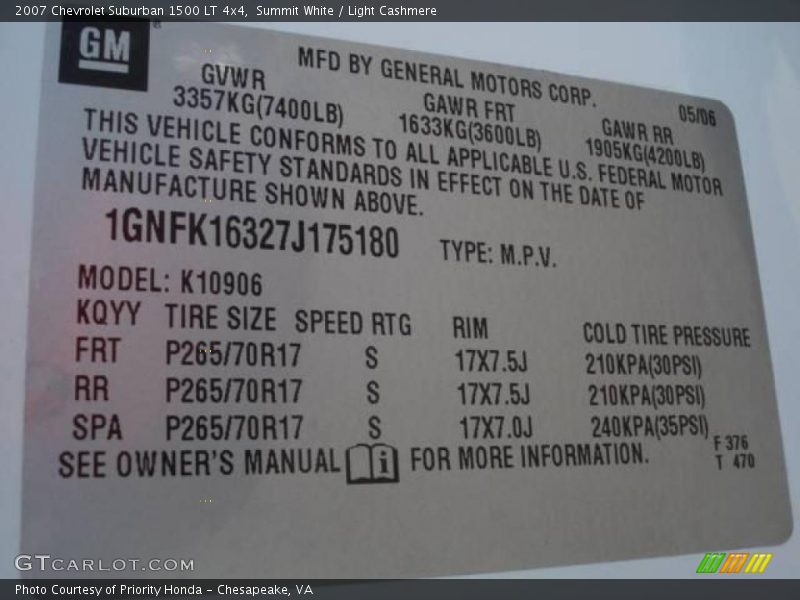 2007 Chevrolet Suburban 1500 LT 4x4, Summit White / Light Cashmere
GM
MFD BY GENERAL MOTORS CORP.
05/06
GVWR GAWR FRT GAWR RR
3357KG(7400LB) 1633KG(3600LB) 1905KG(4200LB)
THIS VEHICLE CONFORMS TO ALL APPLICABLE U.S. FEDERAL MOTOR
VEHICLE SAFETY STANDARDS IN EFFECT ON THE DATE OF
MANUFACTURE SHOWN ABOVE.
1GNFK16327J175180 TYPE: M.P.V.
MODEL: K10906
KQYY TIRE SIZE SPEED RTG RIM COLD TIRE PRESSURE
FRT P265/70R17 S 17X7.5J 210KPA(30PSI)
RR P265/70R17 S 17X7.5J 210KPA(30PSI)
SPA P265/70R17 S 17X7.0J 240KPA(35PSI)
SEE OWNER'S MANUAL i FOR MORE INFORMATION.
F 376
T 470
GTCARLOT.COM
Photo Courtesy of Priority Honda - Chesapeake, VA